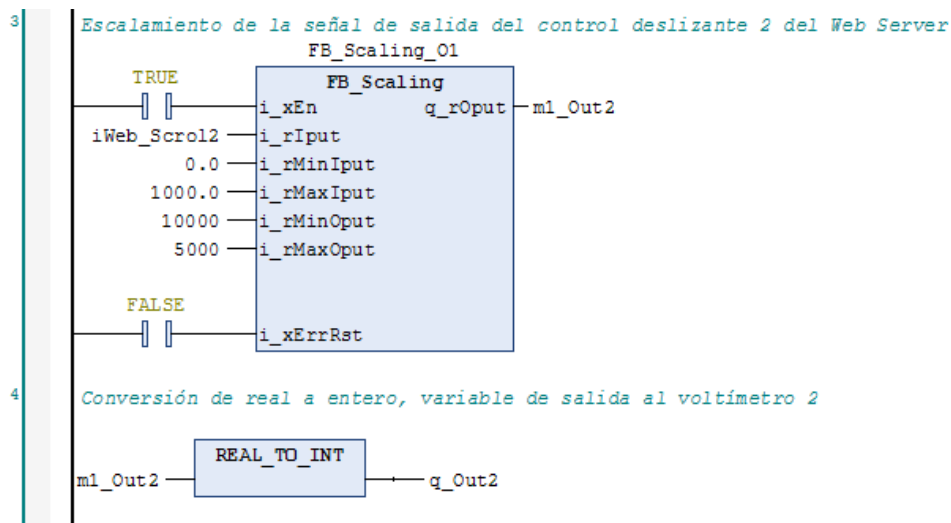 3
Escalamiento de la señal de salida del control deslizante 2 del Web Server
FB_Scaling_O1
TRUE
FB_Scaling
i_xEn q_rOput m1_Out2
iWeb_Scrol2 i_rIput
0.0 i_rMinIput
1000.0 i_rMaxIput
10000 i_rMinOput
5000 i_rMaxOput
FALSE
i_xErrRst
4
Conversión de real a entero, variable de salida al voltímetro 2
REAL_TO_INT
m1_Out2 q_Out2